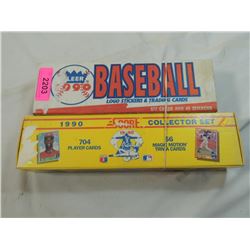 2203
FLEER
1990
BASEBALL
LOGO STICKERS & TRADING CARDS
1990 SCORE COLLECTOR SET
704
PLAYER CARDS
56
MAGIC MOTION
TRIVIA CARDS